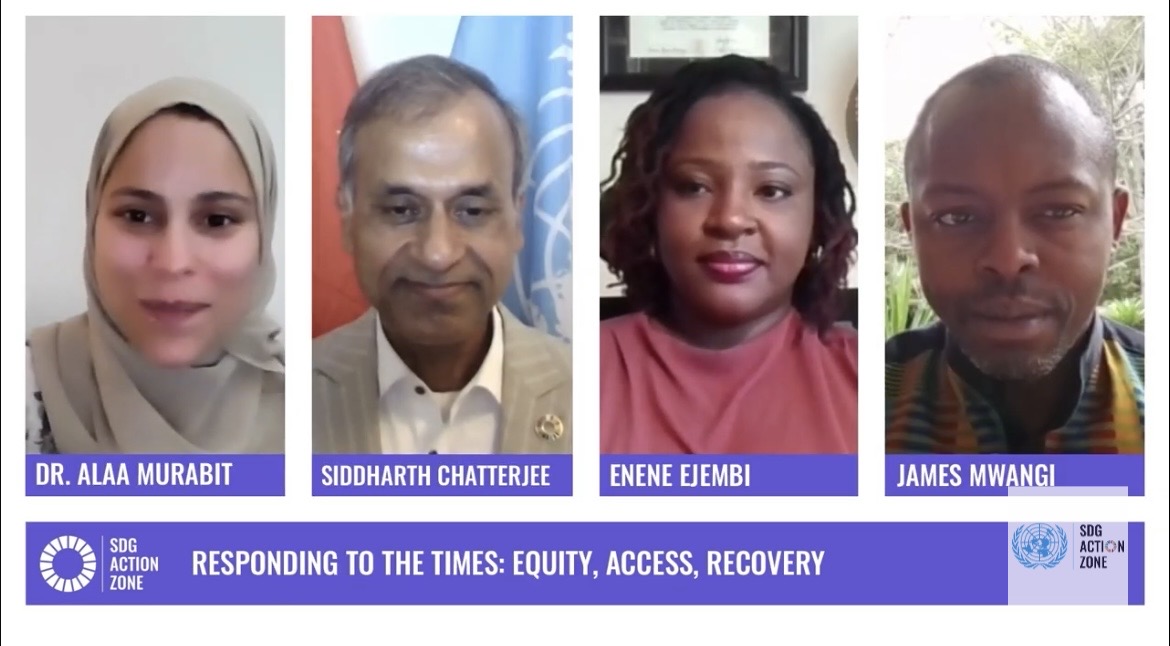 DR. ALAA MURABIT
SIDDHARTH CHATTERJEE
ENENE EJEMBI
JAMES MWANGI
SDG
ACTION
ZONE
RESPONDING TO THE TIMES: EQUITY, ACCESS, RECOVERY
SDG
ACTION
ZONE